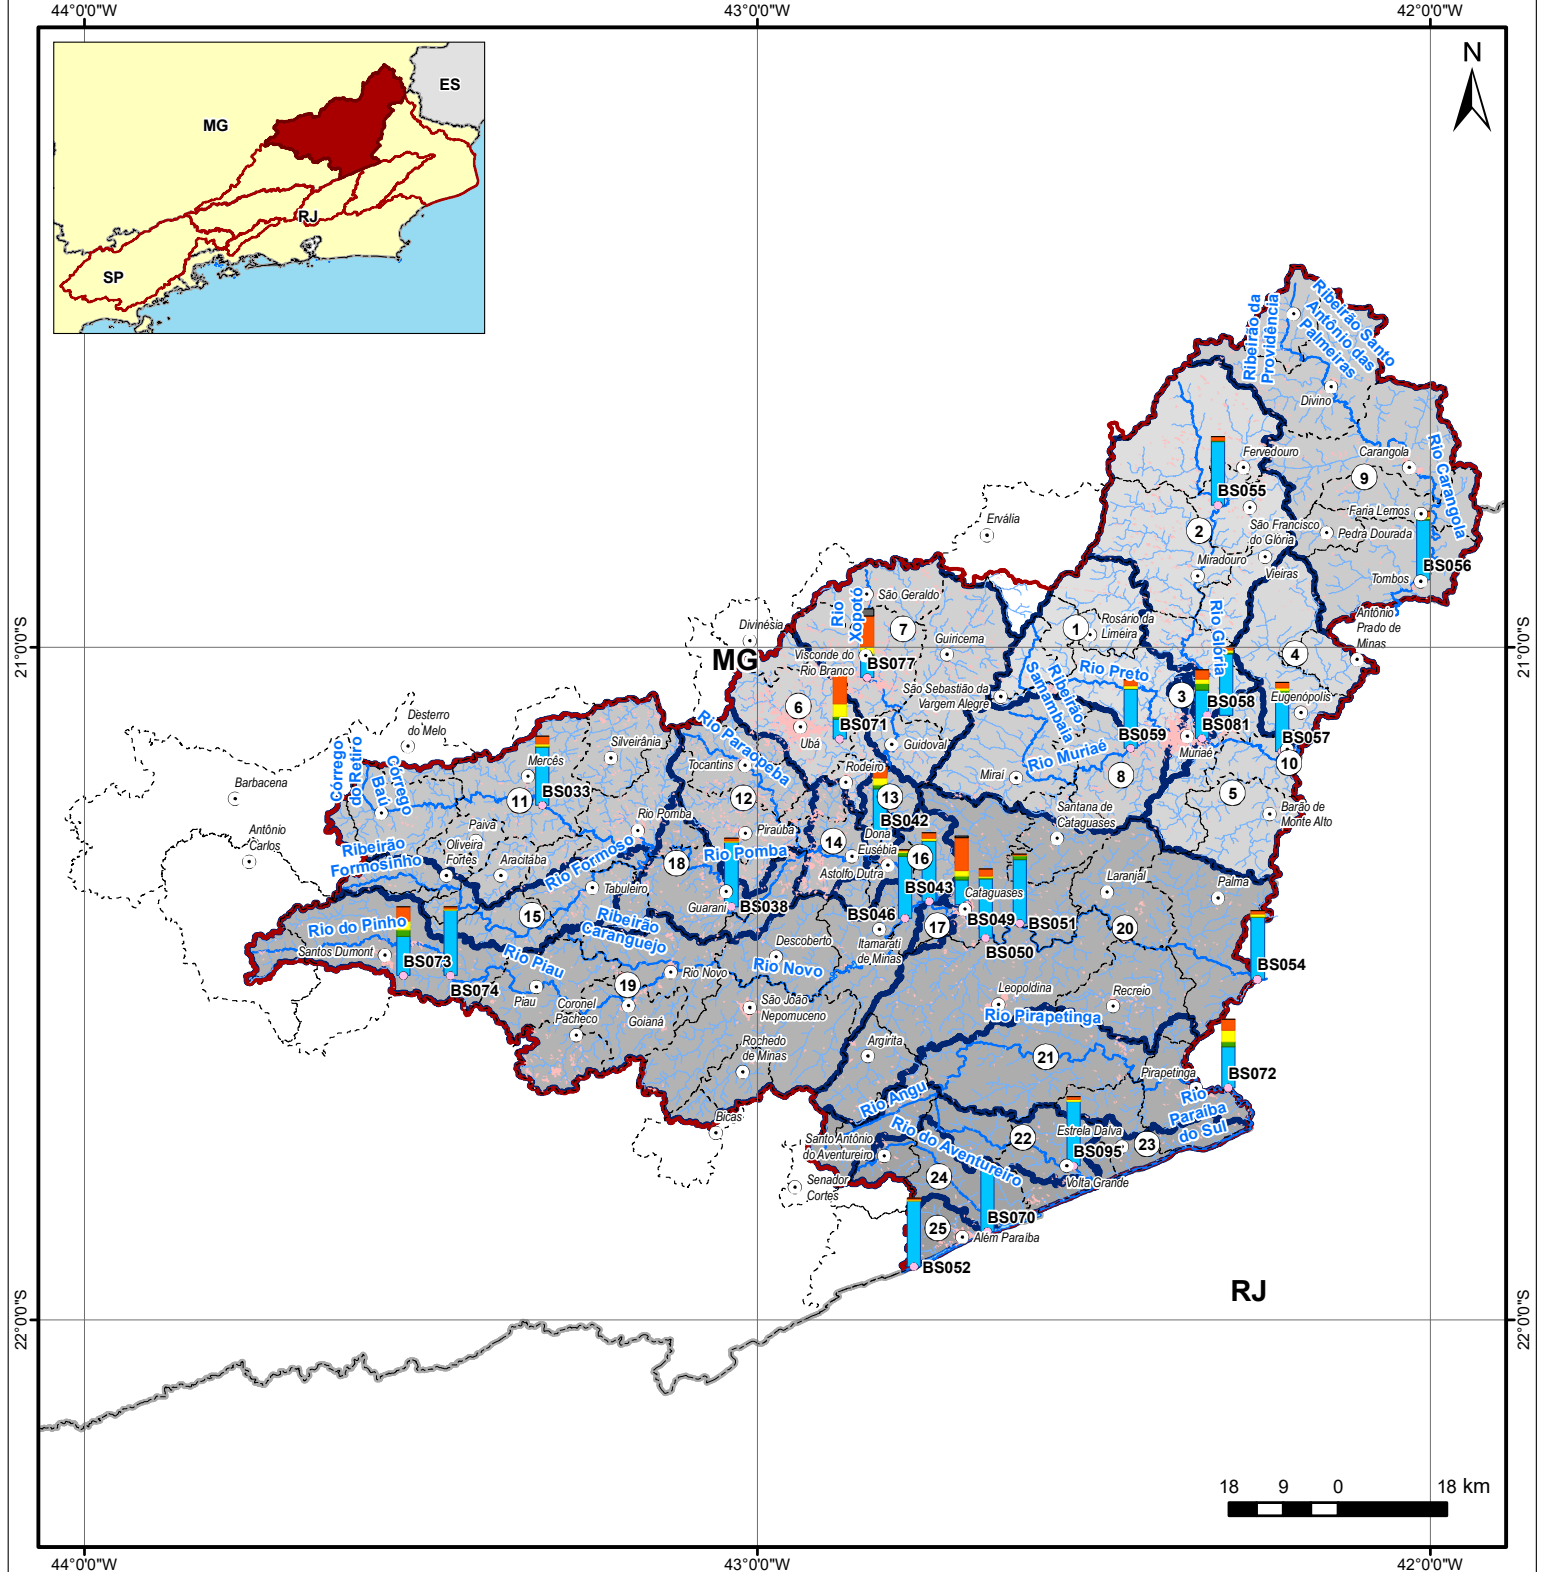 44°0'0"W
43°0'0"W
42°0'0"W
N
ES
MG
RJ
SP
Ribeirão da
Providência
Ribeirão Santo
Antônio das
Palmeiras
Divino
Fervedouro
Carangola
Rio Carangola
9
BS055
Faria Lemos
Pedra Dourada
São Francisco
do Glória
2
Ervália
Miradouro
Vieiras
BS056
Tombos
Rio
Xopotó
São Geraldo
Divinésia
7
1
Rosário da
Limeira
Rio Glória
Antônio
Prado de
Minas
21°0'0"S
21°0'0"S
MG
Visconde do
Rio Branco
BS077
Guiricema
4
Rio Preto
Ribeirão
Samambaia
São Sebastião da
Vargem Alegre
3
BS058
Eugenópolis
6
BS071
Ubá
Guidoval
Desterro
do Melo
Silveirânia
Rio Paraopeba
BS081
BS057
BS059
Muriaé
10
Rio Muriaé
8
Miraí
Córrego
do Retiro
Córrego
Baú
Mercês
Tocantins
Rodeiro
Barbacena
BS033
11
12
13
5
Barão de
Monte Alto
BS042
Santana de
Cataguases
Rio Pomba
Paiva
Antônio
Carlos
Oliveira
Fortes
Aracitába
Ribeirão
Formosinho
Rio Formoso
Piraúba
Dona
Eusébia
14
18
Rio Pomba
16
Astolfo Dutra
Tabuleiro
Guarani
BS038
BS043
Cataguases
Laranjal
Palma
BS046
BS049
BS051
15
Ribeirão
Caranguejo
Rio do Pinho
17
20
Itamarati
de Minas
BS050
Santos Dumont
BS073
BS074
Rio Piau
Descoberto
Rio Novo
Rio Novo
BS054
Piau
19
Coronel
Pacheco
Goianá
São João
Nepomuceno
Leopoldina
Recreio
Rio Pirapetinga
Rochedo
de Minas
Argirita
21
Pirapetinga
BS072
Rio
Paraíba
do Sul
Rio Angu
Bicas
Rio do Aventureiro
Estrela Dalva
22
23
Santo Antônio
do Aventureiro
BS095
Volta Grande
Senador
Cortes
24
25
BS070
Além Paraíba
BS052
RJ
22°0'0"S
22°0'0"S
18 9 0 18 km
44°0'0"W
43°0'0"W
42°0'0"W